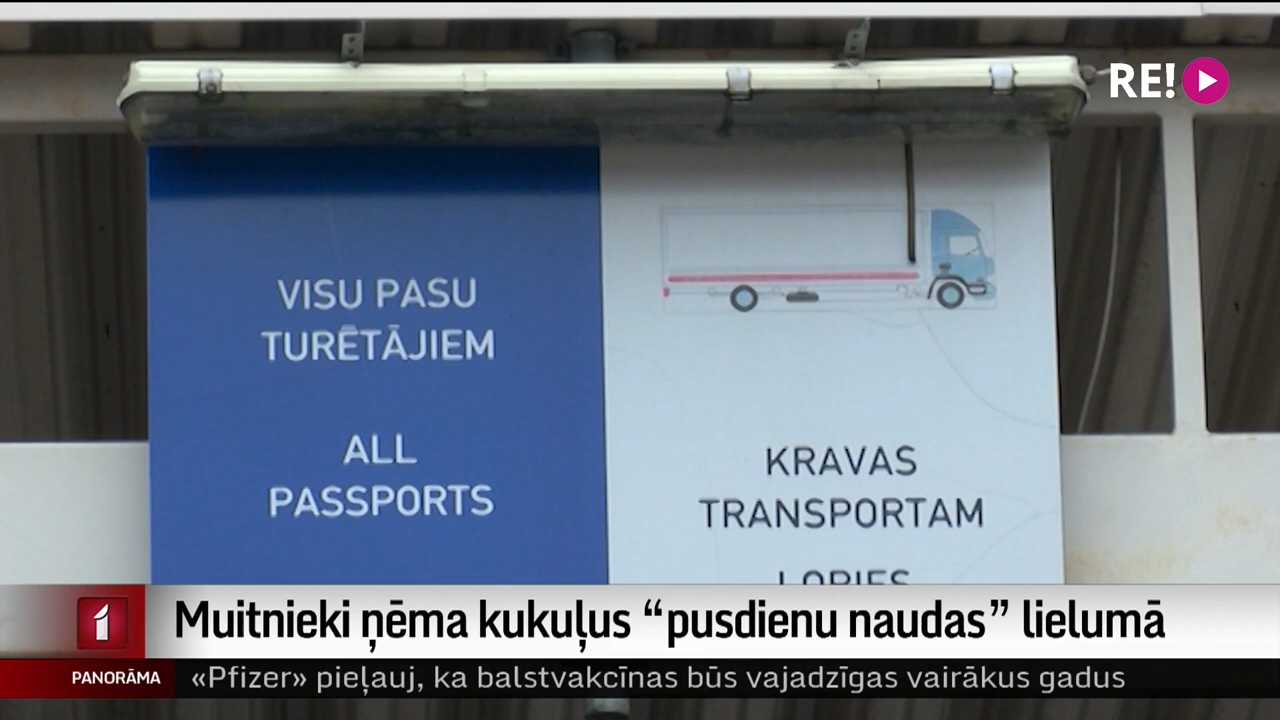 RE!
VISU PASU
TURĒTĀJIEM
ALL
PASSPORTS
KRAVAS
TRANSPORTAM
LORIES
1
Muitnieki ņēma kukuļus “pusdienu naudas” lielumā
PANORĀMA
«Pfizer» pieļauj, ka balstvakcīnas būs vajadzīgas vairākus gadus